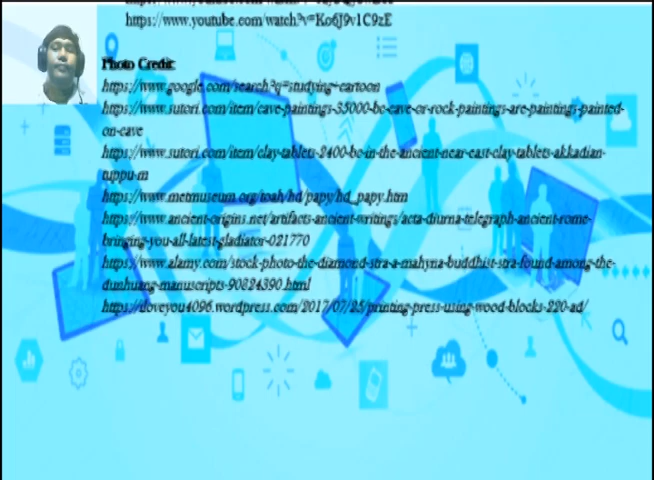 https://www.youtube.com/watch?v=Ko6J9v1C9zE
Photo Credit:
https://www.google.com/search?q=studying+cartoon
https://www.sutori.com/item/cave-paintings-35000-bc-cave-or-rock-paintings-are-paintings-painted-
on-cave
https://www.sutori.com/item/clay-tablets-2400-bc-in-the-ancient-near-east-clay-tablets-akkadian-
tuppu-m
https://www.metmuseum.org/toah/hd/papy/hd_papy.htm
https://www.ancient-origins.net/artifacts-ancient-writings/acta-diurna-telegraph-ancient-rome-
bringing-you-all-latest-gladiator-021770
https://www.alamy.com/stock-photo-the-diamond-stra-a-mahyna-buddhist-stra-found-among-the-
dunhuang-manuscripts-90824390.html
https://iloveyou4096.wordpress.com/2017/07/25/printing-press-using-wood-blocks-220-ad/